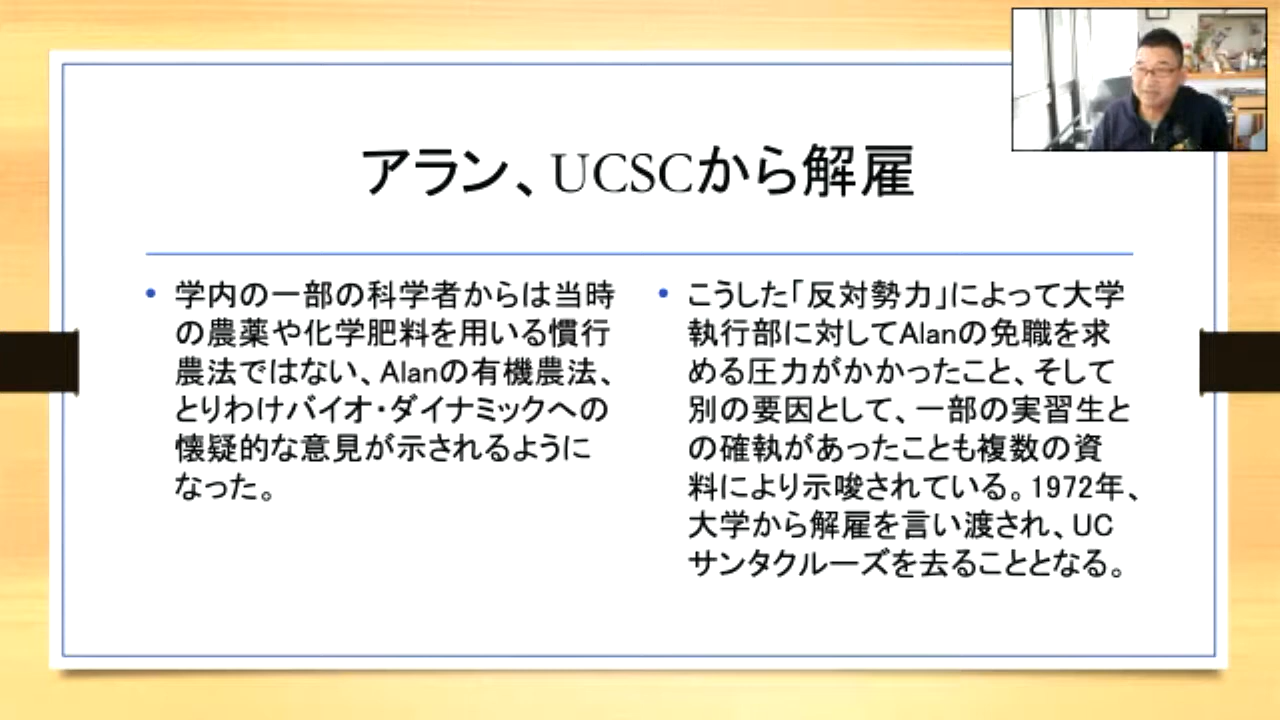 アラン、UCSCから解雇
• 学内の一部の科学者からは当時
の農薬や化学肥料を用いる慣行
農法ではない、Alanの有機農法、
とりわけバイオ・ダイナミックへの
懐疑的な意見が示されるように
なった。
• こうした「反対勢力」によって大学
執行部に対してAlanの免職を求
める圧力がかかったこと、そして
別の要因として、一部の実習生と
の確執があったことも複数の資
料により示唆されている。1972年、
大学から解雇を言い渡され、UC
サンタクルーズを去ることとなる。